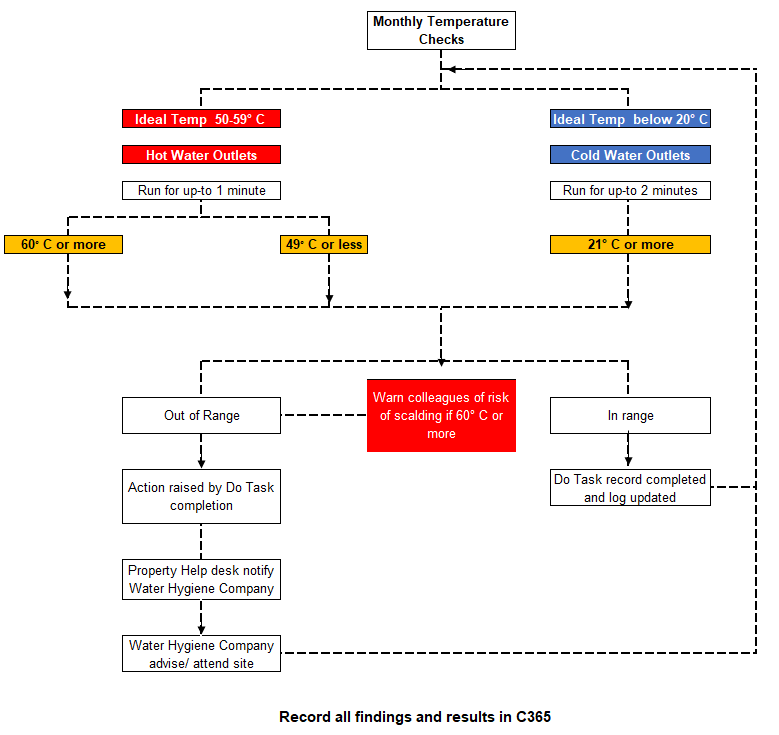 Monthly Temperature
Checks
Ideal Temp 50-59° C
Ideal Temp below 20° C
Hot Water Outlets
Cold Water Outlets
Run for up-to 1 minute
Run for up-to 2 minutes
60° C or more
49° C or less
21° C or more
Warn colleagues of risk
of scalding if 60° C or
more
Out of Range
In range
Action raised by Do Task
completion
Do Task record completed
and log updated
Property Help desk notify
Water Hygiene Company
Water Hygiene Company
advise/ attend site
Record all findings and results in C365